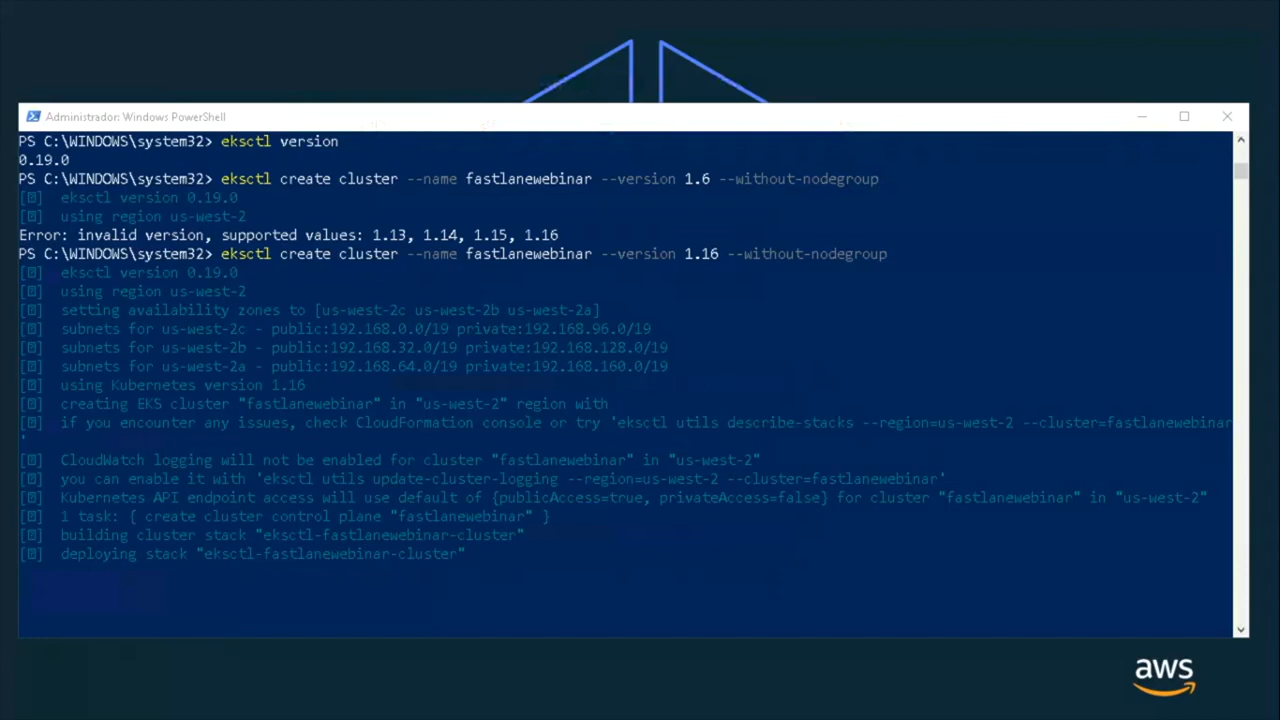 Administrador: Windows PowerShell
PS C:\WINDOWS\system32> eksctl version
0.19.0
PS C:\WINDOWS\system32> eksctl create cluster --name fastlanewebinar --version 1.6 --without-nodegroup
[�] eksctl version 0.19.0
[�] using region us-west-2
Error: invalid version, supported values: 1.13, 1.14, 1.15, 1.16
PS C:\WINDOWS\system32> eksctl create cluster --name fastlanewebinar --version 1.16 --without-nodegroup
[�] eksctl version 0.19.0
[�] using region us-west-2
[�] setting availability zones to [us-west-2c us-west-2b us-west-2a]
[�] subnets for us-west-2c - public:192.168.0.0/19 private:192.168.96.0/19
[�] subnets for us-west-2b - public:192.168.32.0/19 private:192.168.128.0/19
[�] subnets for us-west-2a - public:192.168.64.0/19 private:192.168.160.0/19
[�] using Kubernetes version 1.16
[�] creating EKS cluster "fastlanewebinar" in "us-west-2" region with
[�] if you encounter any issues, check CloudFormation console or try 'eksctl utils describe-stacks --region=us-west-2 --cluster=fastlanewebinar
'
[�] CloudWatch logging will not be enabled for cluster "fastlanewebinar" in "us-west-2"
[�] you can enable it with 'eksctl utils update-cluster-logging --region=us-west-2 --cluster=fastlanewebinar'
[�] Kubernetes API endpoint access will use default of {publicAccess=true, privateAccess=false} for cluster "fastlanewebinar" in "us-west-2"
[�] 1 task: { create cluster control plane "fastlanewebinar" }
[�] building cluster stack "eksctl-fastlanewebinar-cluster"
[�] deploying stack "eksctl-fastlanewebinar-cluster"
aws